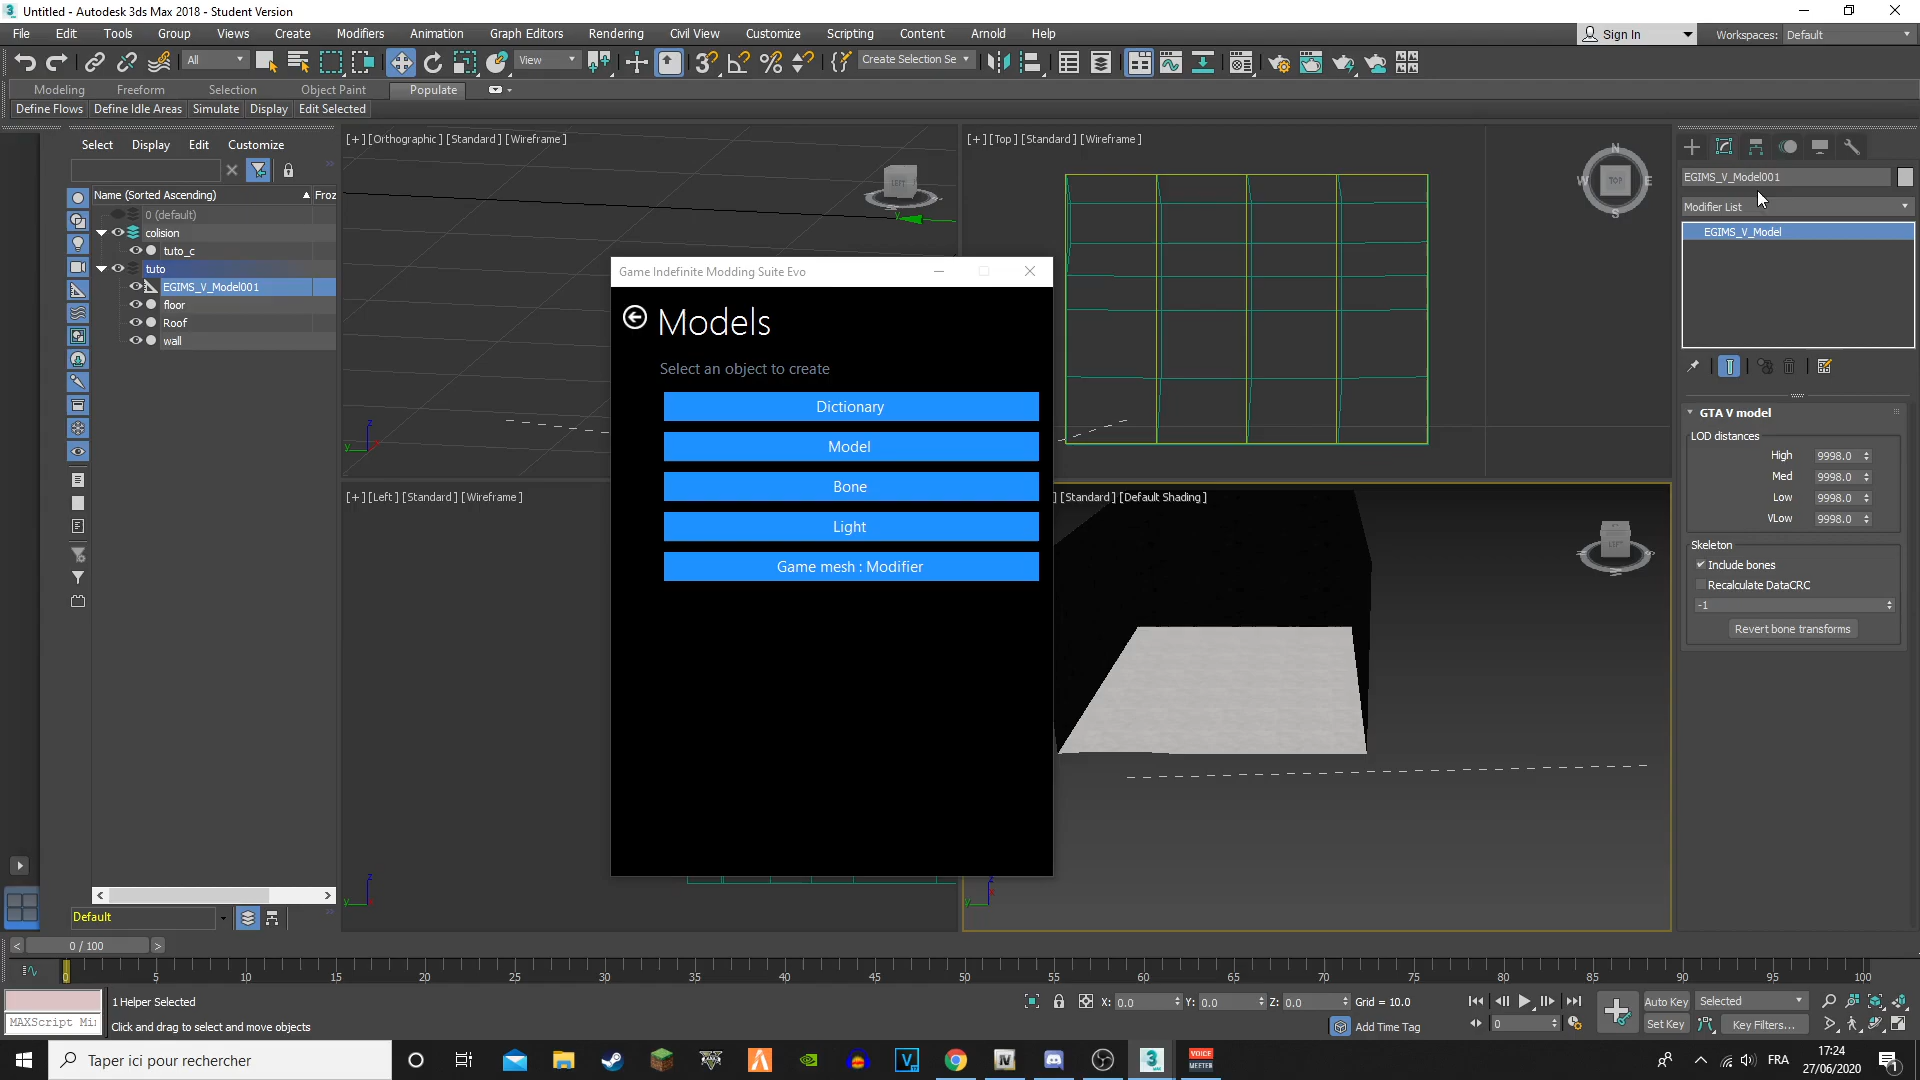 Untitled - Autodesk 3ds Max 2018 - Student Version
File Edit Tools Group Views Create Modifiers Animation Graph Editors Rendering Civil View Customize Scripting Content Arnold Help
Sign In
Workspaces: Default
All
View
Create Selection Se
Modeling Freeform Selection Object Paint Populate
Define Flows Define Idle Areas Simulate Display Edit Selected
Select Display Edit Customize
Name (Sorted Ascending)
Froz
0 (default)
colision
tuto_c
tuto
EGIMS_V_Model001
floor
Roof
wall
Default
[+] [Orthographic ] [Standard ] [Wireframe ]
LEFT
[+] [Top ] [Standard ] [Wireframe ]
N
W TOP E
S
[+] [Left ] [Standard ] [Wireframe ]
] [Standard ] [Default Shading ]
Game Indefinite Modding Suite Evo
Models
Select an object to create
Dictionary
Model
Bone
Light
Game mesh : Modifier
EGIMS_V_Model001
Modifier List
EGIMS_V_Model
GTA V model
LOD distances
High 9998.0
Med 9998.0
Low 9998.0
VLow 9998.0
Skeleton
Include bones
Recalculate DataCRC
-1
Revert bone transforms
0 / 100
0 5 10 15 20 25 30 35 40 45 50 55 60 65 70 75 80 85 90 95 100
1 Helper Selected
MAXScript Mi
Click and drag to select and move objects
X: 0.0 Y: 0.0 Z: 0.0 Grid = 10.0
Add Time Tag
0
Auto Key Selected
Set Key Key Filters...
Taper ici pour rechercher
VOICE
MEETER
FRA
17:24
27/06/2020
1